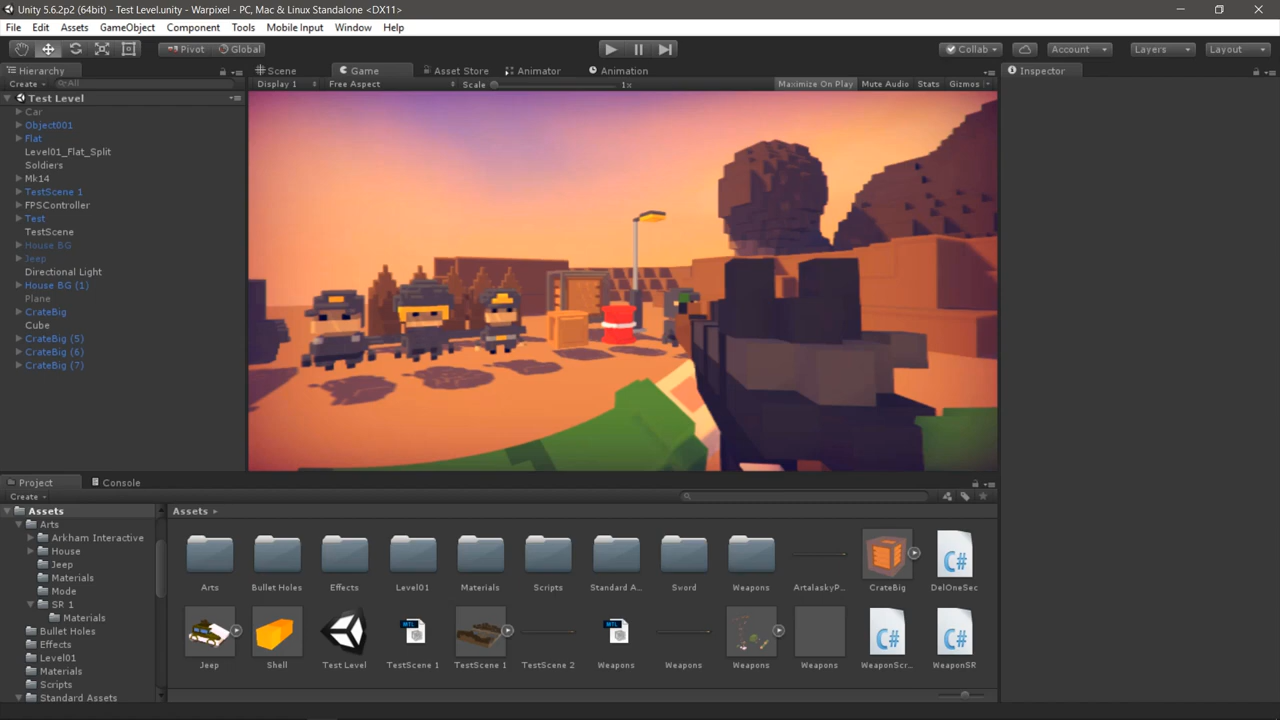 Unity 5.6.2p2 (64bit) - Test Level.unity - Warpixel - PC, Mac & Linux Standalone <DX11>
File Edit Assets GameObject Component Tools Mobile Input Window Help
Pivot Global Collab Account Layers Layout
Hierarchy
Create All
Test Level
Car
Object001
Flat
Level01_Flat_Split
Soldiers
Mk14
TestScene 1
FPSController
Test
TestScene
House BG
Jeep
Directional Light
House BG (1)
Plane
CrateBig
Cube
CrateBig (5)
CrateBig (6)
CrateBig (7)
Scene Game Asset Store Animator Animation
Display 1 Free Aspect Scale 1x Maximize On Play Mute Audio Stats Gizmos
Inspector
Project Console
Create
Assets
Arts
Arkham Interactive
House
Jeep
Materials
Mode
SR 1
Materials
Bullet Holes
Effects
Level01
Materials
Scripts
Standard Assets
Assets
Arts Bullet Holes Effects Level01 Materials Scripts Standard A... Sword Weapons ArtalaskyP... CrateBig DelOneSec
Jeep Shell Test Level TestScene 1 TestScene 1 TestScene 2 Weapons Weapons Weapons Weapons WeaponScr... WeaponSR
MTL
MTL
C#
C#
C#